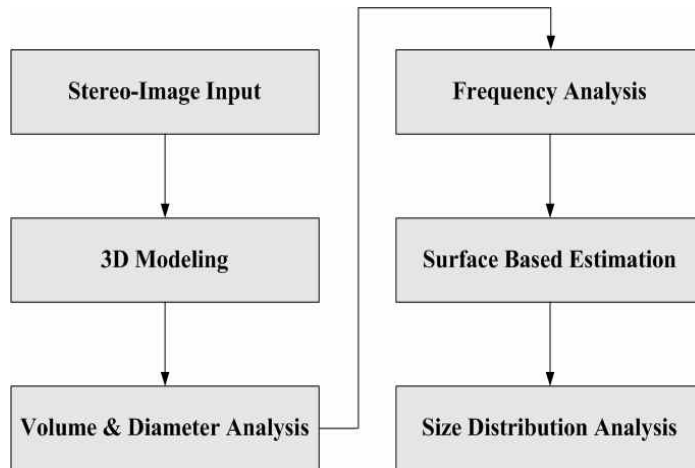 Stereo-Image Input
3D Modeling
Volume & Diameter Analysis
Frequency Analysis
Surface Based Estimation
Size Distribution Analysis